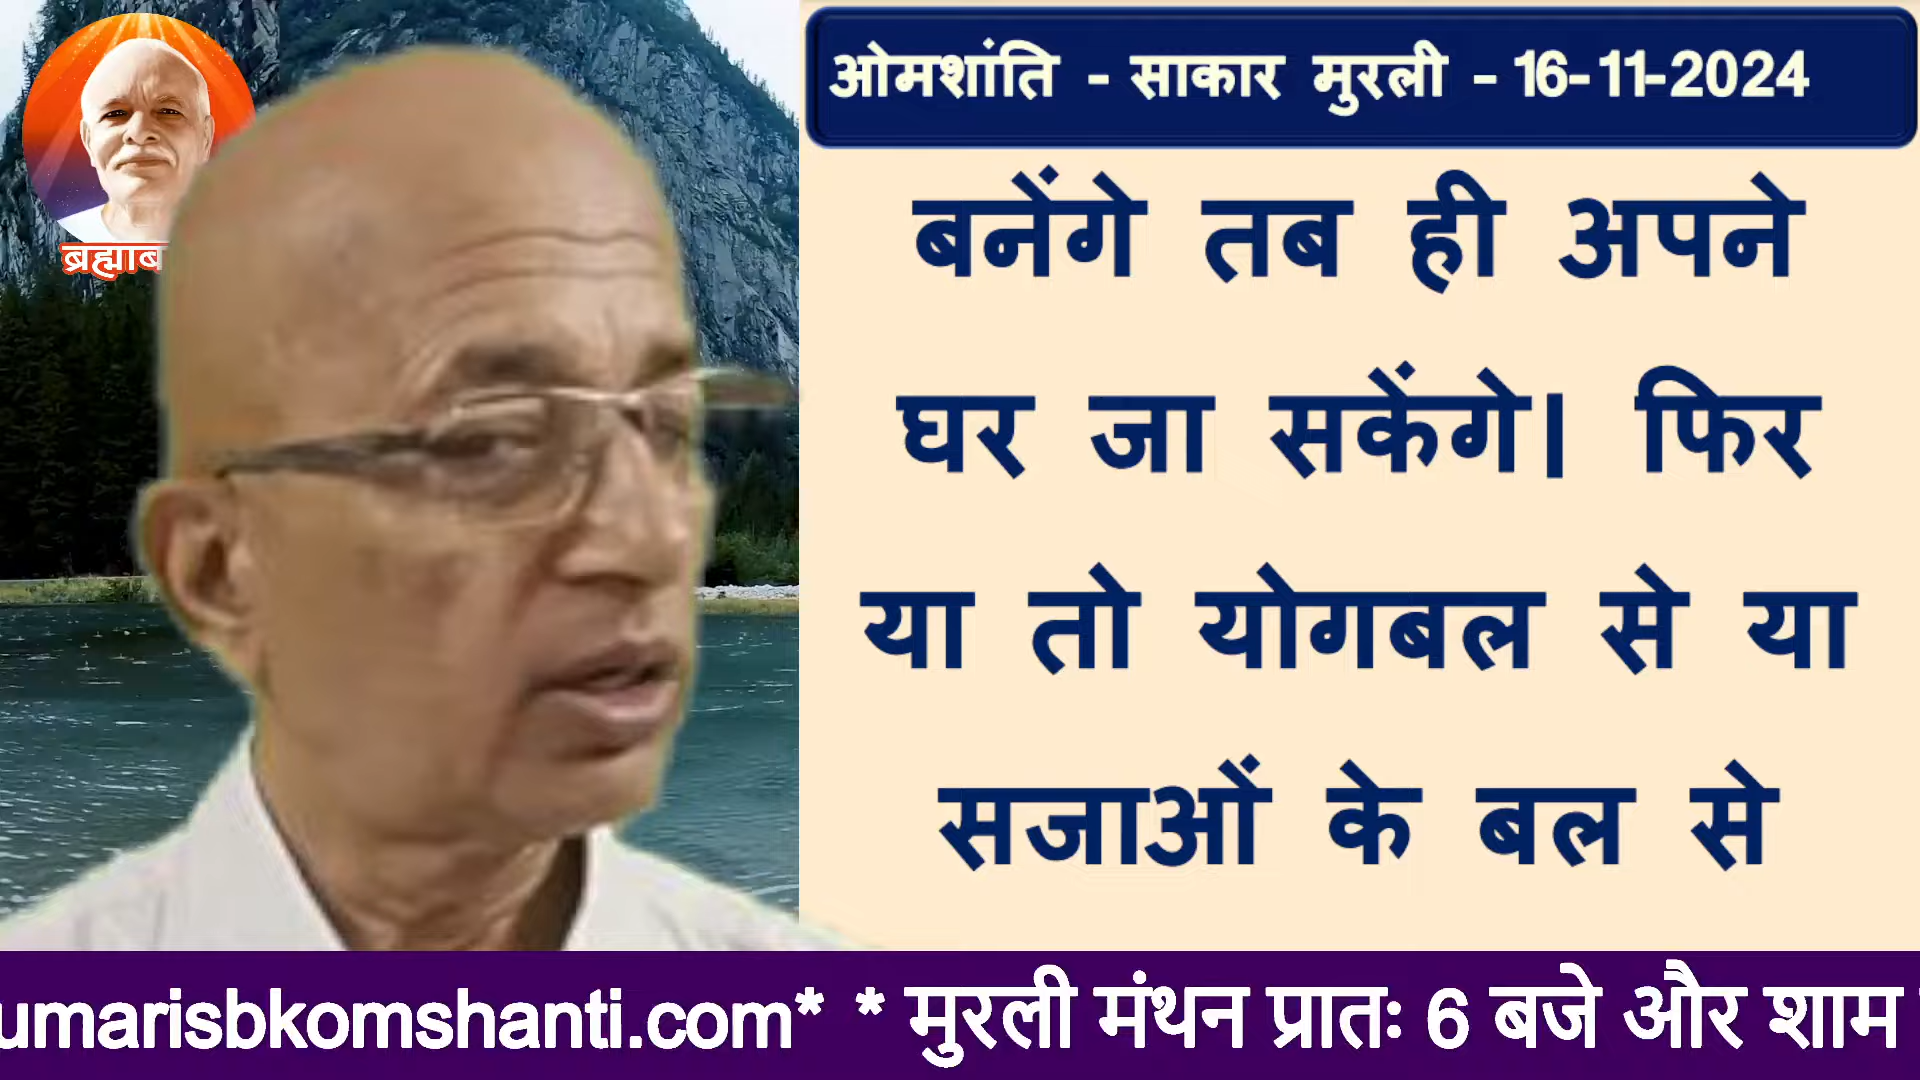 ओमशांति - साकार मुरली - 16-11-2024
बनेंगे तब ही अपने
घर जा सकेंगे। फिर
या तो योगबल से या
सजाओं के बल से
umarisbkomshanti.com* * मुरली मंथन प्रातः 6 बजे और शाम